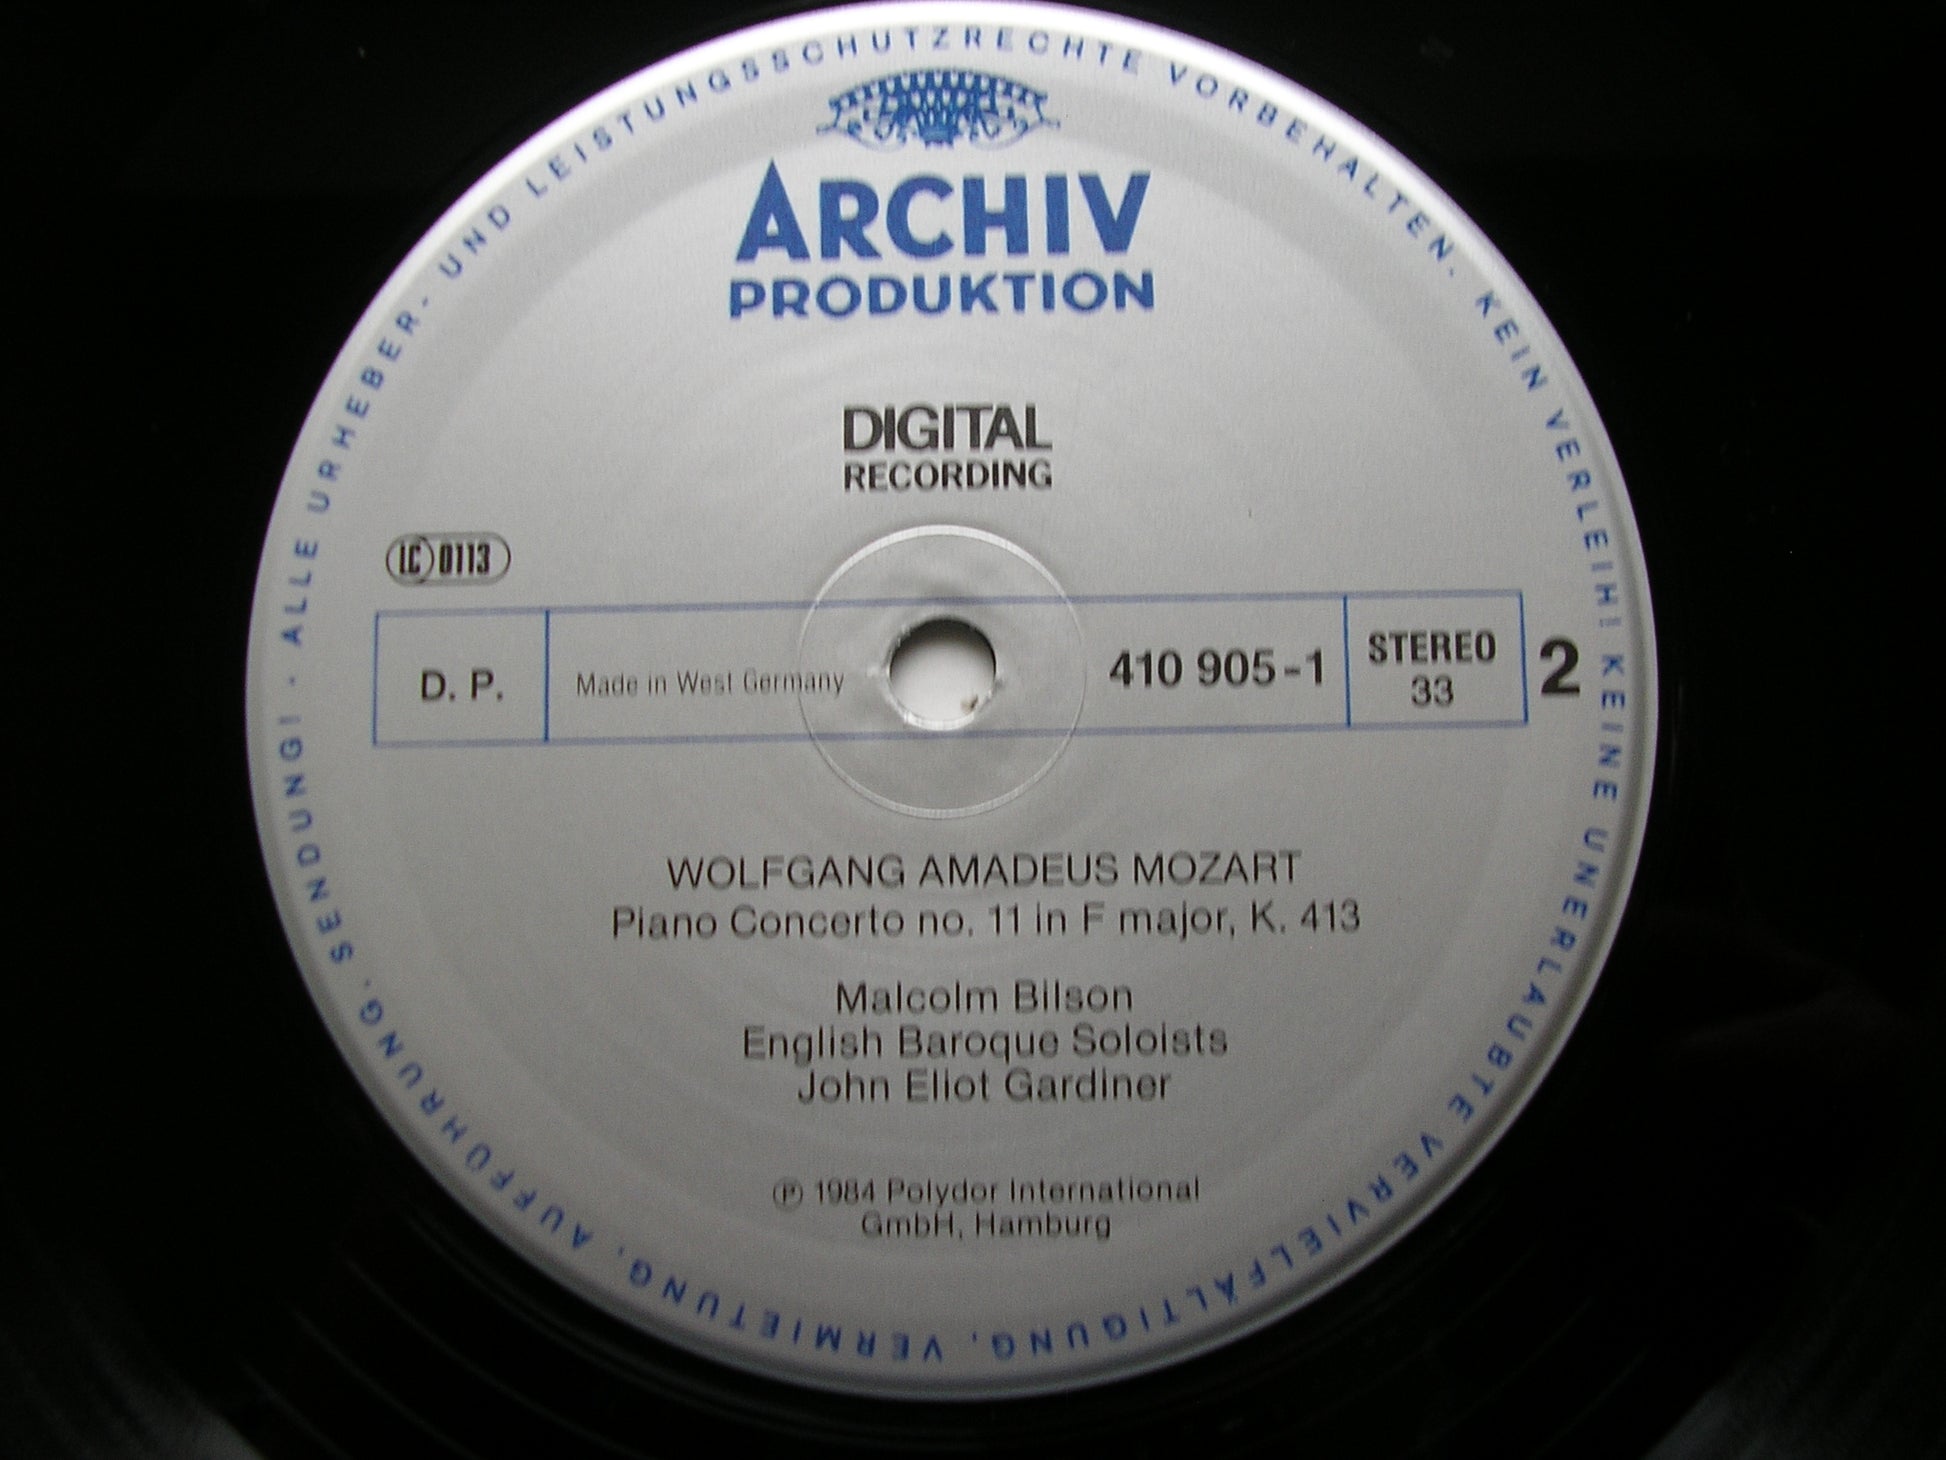 ALLE URHEBER- UND LEISTUNGSSCHUTZRECHTE VORBEHALTEN. KEIN VERLEIH! KEINE UNERLAUBTE VERVIELFÄLTIGUNG, VERMIETUNG, AUFFÜHRUNG, SENDUNG! ·
ARCHIV
PRODUKTION
DIGITAL
RECORDING
LC 0113
D. P.
Made in West Germany
410 905-1
STEREO
33
2
WOLFGANG AMADEUS MOZART
Piano Concerto no. 11 in F major, K. 413
Malcolm Bilson
English Baroque Soloists
John Eliot Gardiner
℗ 1984 Polydor International
GmbH, Hamburg